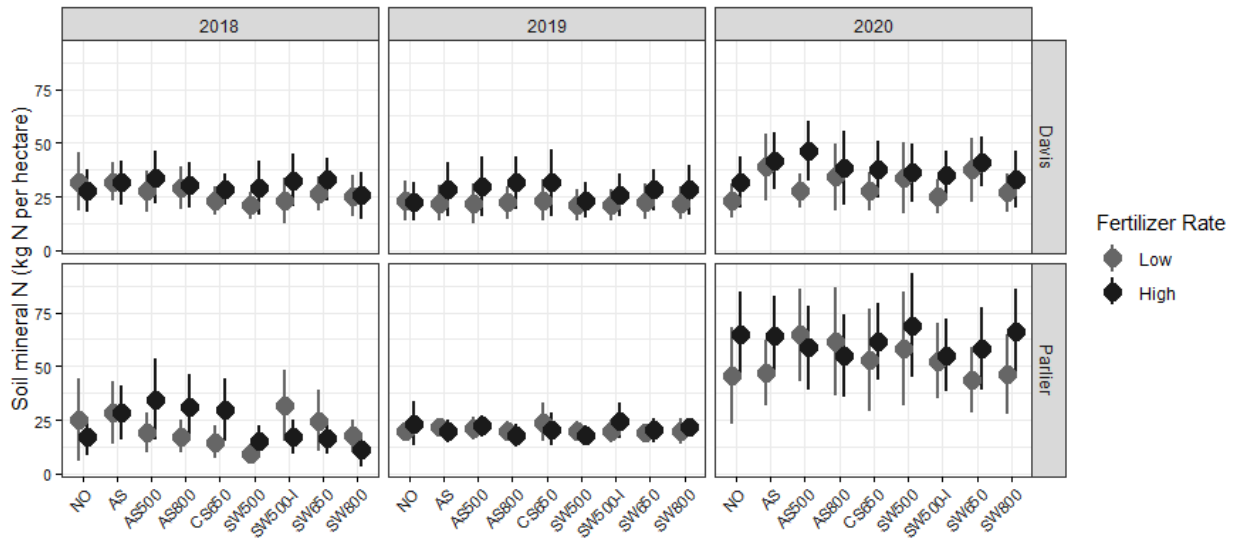 2018 2019 2020
Soil mineral N (kg N per hectare)
75
50
25
0
Davis
75
50
25
0
Parlier
NO AS AS500 AS800 CS650 SW500 SW500-I SW650 SW800
NO AS AS500 AS800 CS650 SW500 SW500-I SW650 SW800
NO AS AS500 AS800 CS650 SW500 SW500-I SW650 SW800
Fertilizer Rate
Low
High